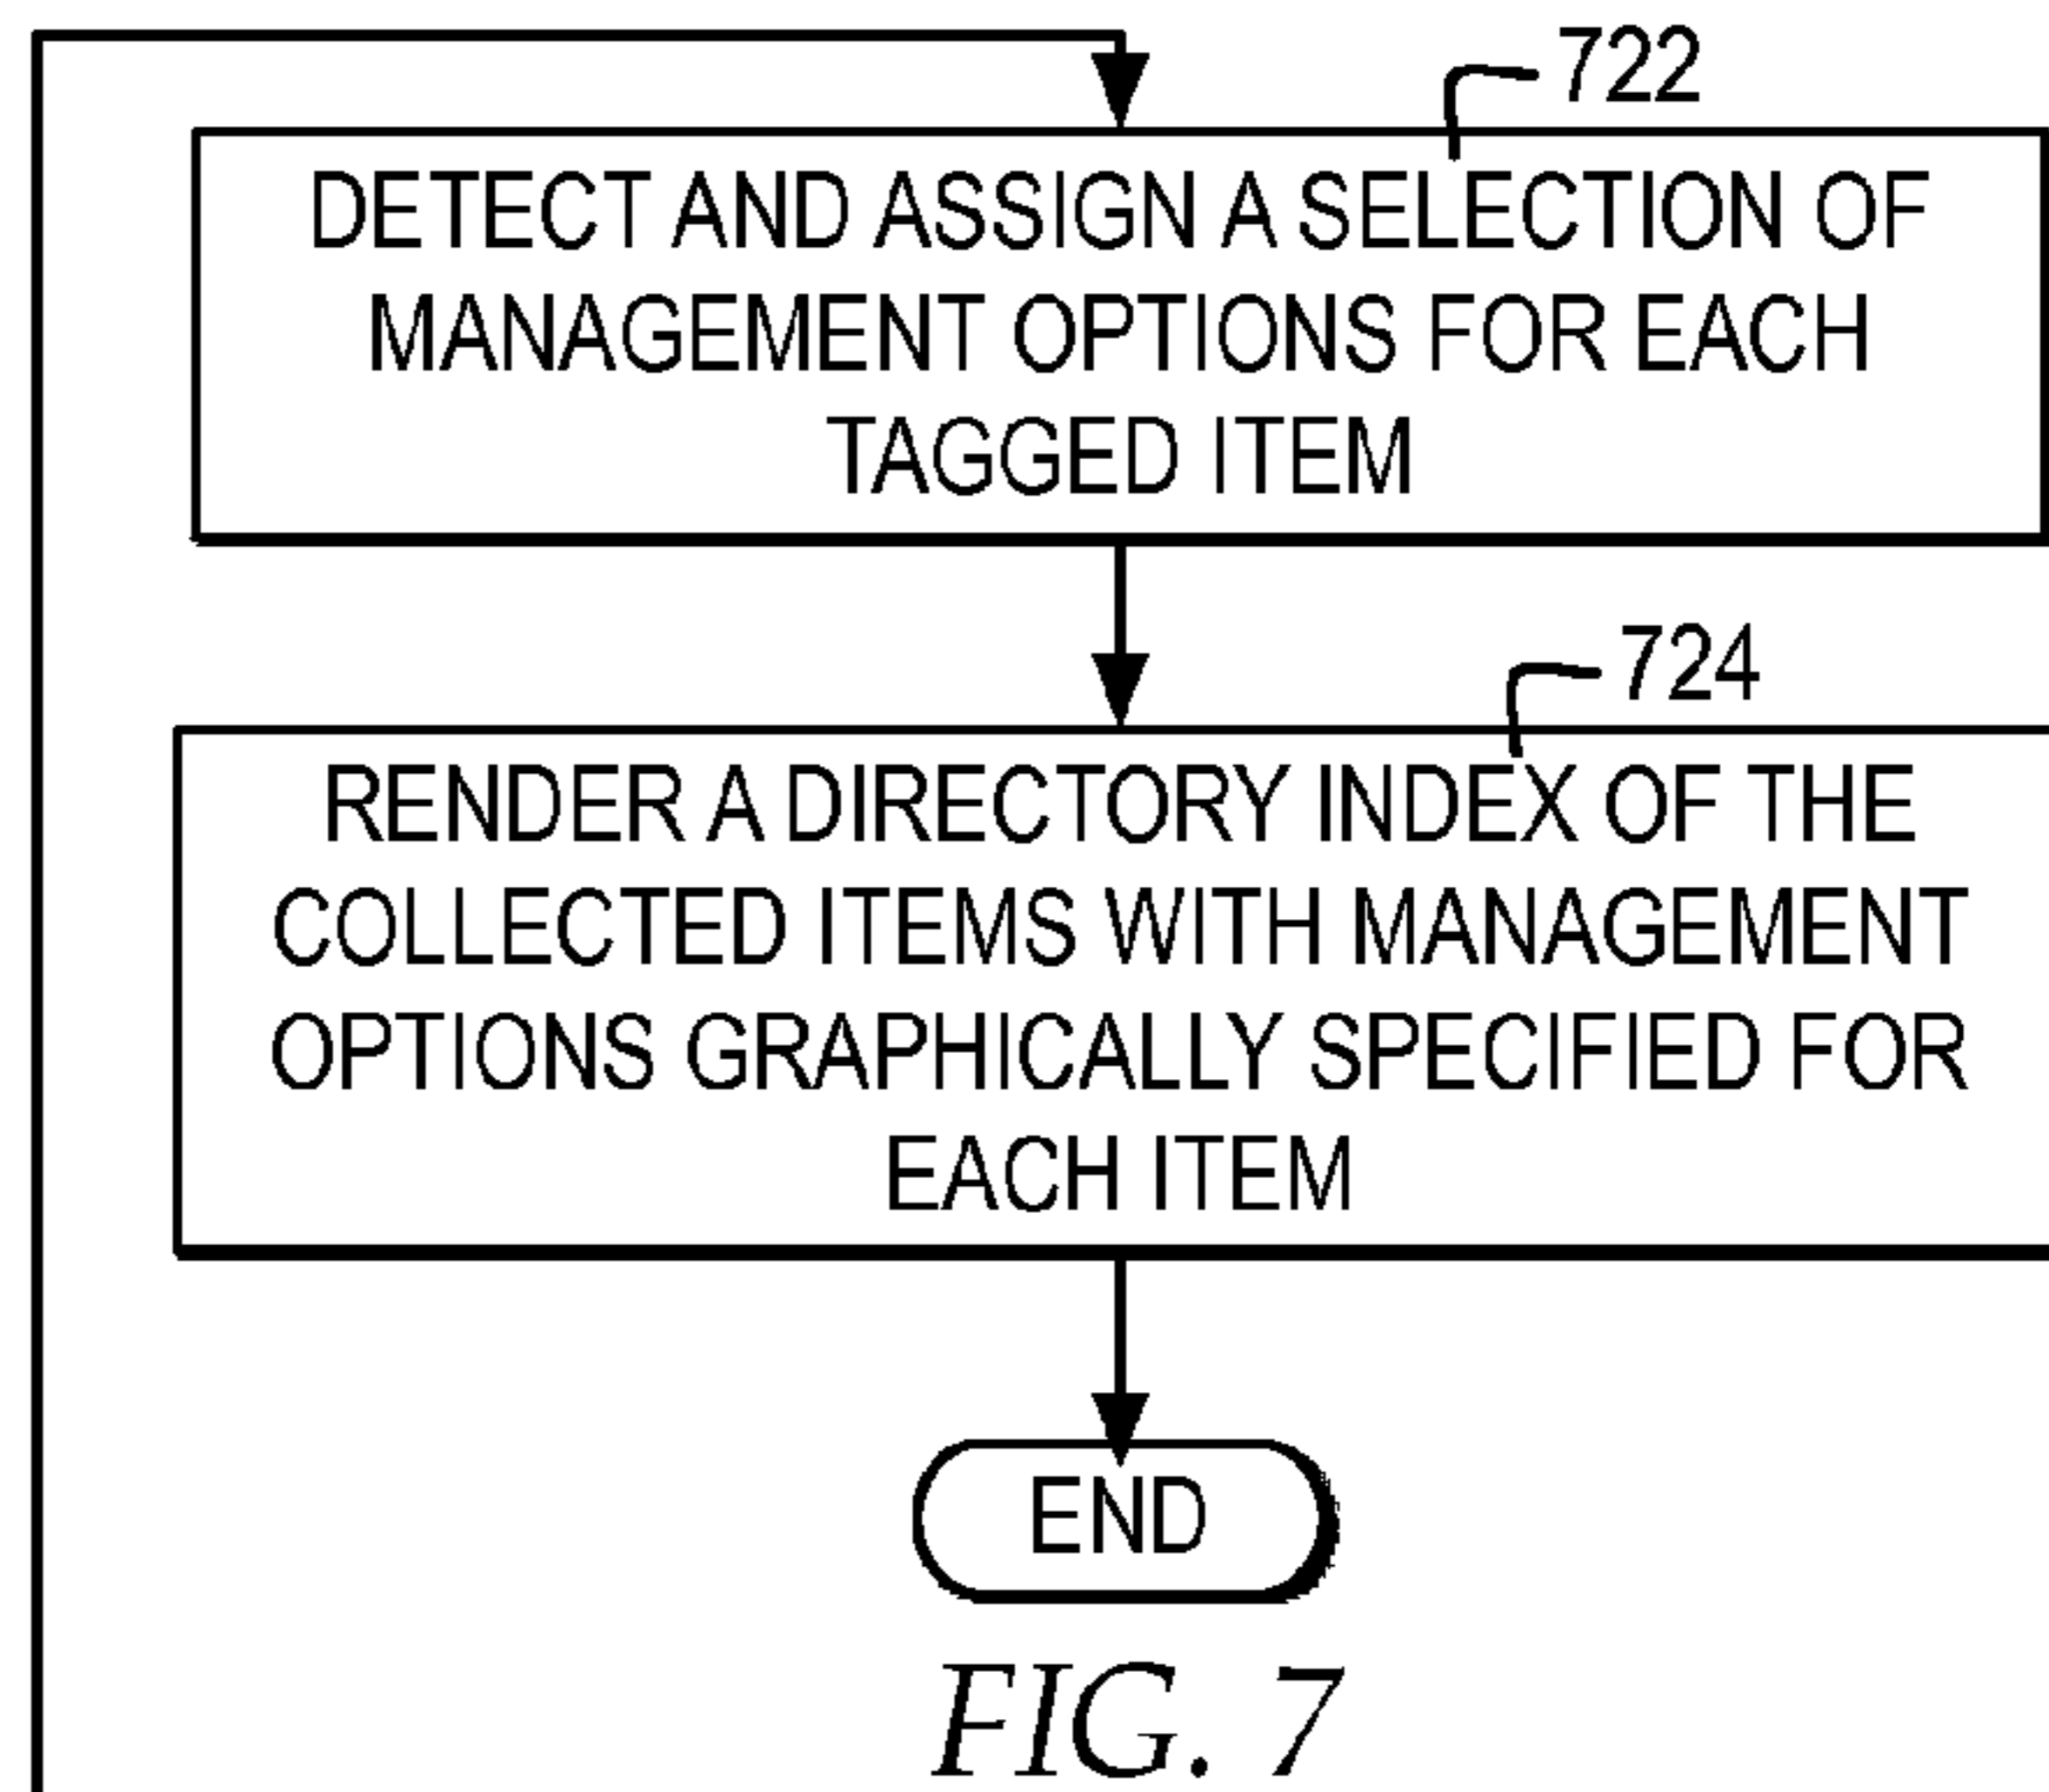 722
DETECT AND ASSIGN A SELECTION OF
MANAGEMENT OPTIONS FOR EACH
TAGGED ITEM
724
RENDER A DIRECTORY INDEX OF THE
COLLECTED ITEMS WITH MANAGEMENT
OPTIONS GRAPHICALLY SPECIFIED FOR
EACH ITEM
END
FIG. 7